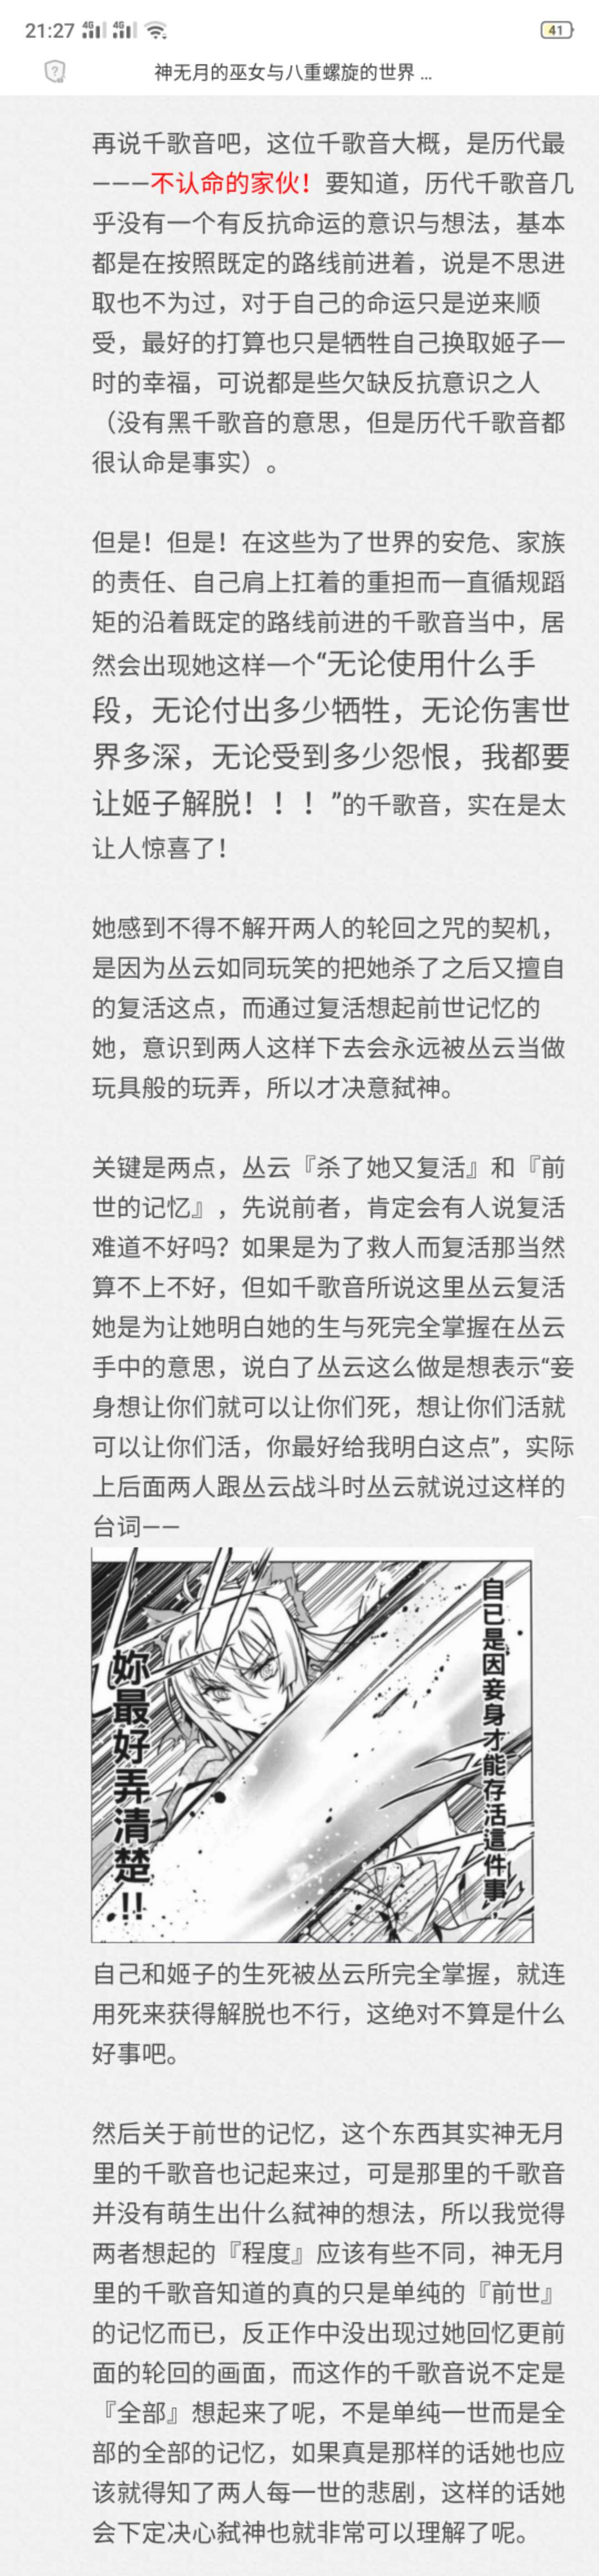 21:27 4G 4G 41
神无月的巫女与八重螺旋的世界 ...
再说千歌音吧，这位千歌音大概，是历代最
———不认命的家伙！要知道，历代千歌音几
乎没有一个有反抗命运的意识与想法，基本
都是在按照既定的路线前进着，说是不思进
取也不为过，对于自己的命运只是逆来顺
受，最好的打算也只是牺牲自己换取姬子一
时的幸福，可说都是些欠缺反抗意识之人
（没有黑千歌音的意思，但是历代千歌音都
很认命是事实）。
但是！但是！在这些为了世界的安危、家族
的责任、自己肩上扛着的重担而一直循规蹈
矩的沿着既定的路线前进的千歌音当中，居
然会出现她这样一个“无论使用什么手
段，无论付出多少牺牲，无论伤害世
界多深，无论受到多少怨恨，我都要
让姬子解脱！！！”的千歌音，实在是太
让人惊喜了！
她感到不得不解开两人的轮回之咒的契机，
是因为丛云如同玩笑的把她杀了之后又擅自
的复活这点，而通过复活想起前世记忆的
她，意识到两人这样下去会永远被丛云当做
玩具般的玩弄，所以才决意弑神。
关键是两点，丛云『杀了她又复活』和『前
世的记忆』，先说前者，肯定会有人说复活
难道不好吗？如果是为了救人而复活那当然
算不上不好，但如千歌音所说这里丛云复活
她是为让她明白她的生与死完全掌握在丛云
手中的意思，说白了丛云这么做是想表示“妾
身想让你们就可以让你们死，想让你们活就
可以让你们活，你最好给我明白这点”，实际
上后面两人跟丛云战斗时丛云就说过这样的
台词——
自已是因妾身才能存活這件事，
妳最好弄清楚!!
自己和姬子的生死被丛云所完全掌握，就连
用死来获得解脱也不行，这绝对不算是什么
好事吧。
然后关于前世的记忆，这个东西其实神无月
里的千歌音也记起来过，可是那里的千歌音
并没有萌生出什么弑神的想法，所以我觉得
两者想起的『程度』应该有些不同，神无月
里的千歌音知道的真的只是单纯的『前世』
的记忆而已，反正作中没出现过她回忆更前
面的轮回的画面，而这作的千歌音说不定是
『全部』想起来了呢，不是单纯一世而是全
部的全部的记忆，如果真是那样的话她也应
该就得知了两人每一世的悲剧，这样的话她
会下定决心弑神也就非常可以理解了呢。